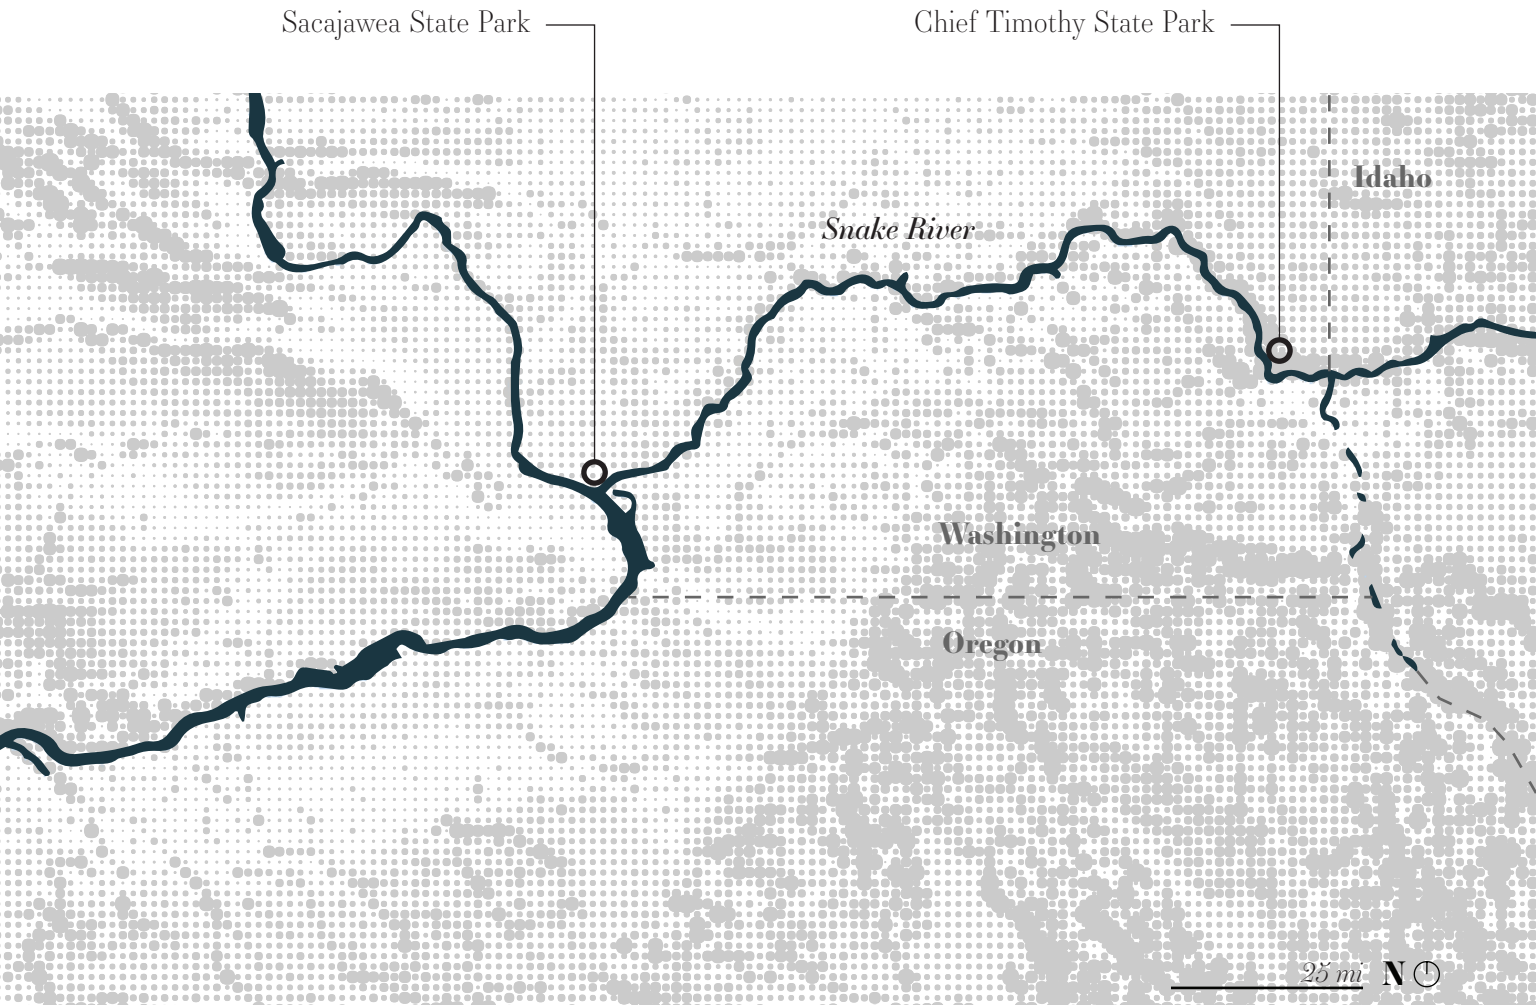 Sacajawea State Park
Chief Timothy State Park
Idaho
Snake River
Washington
Oregon
25 mi N